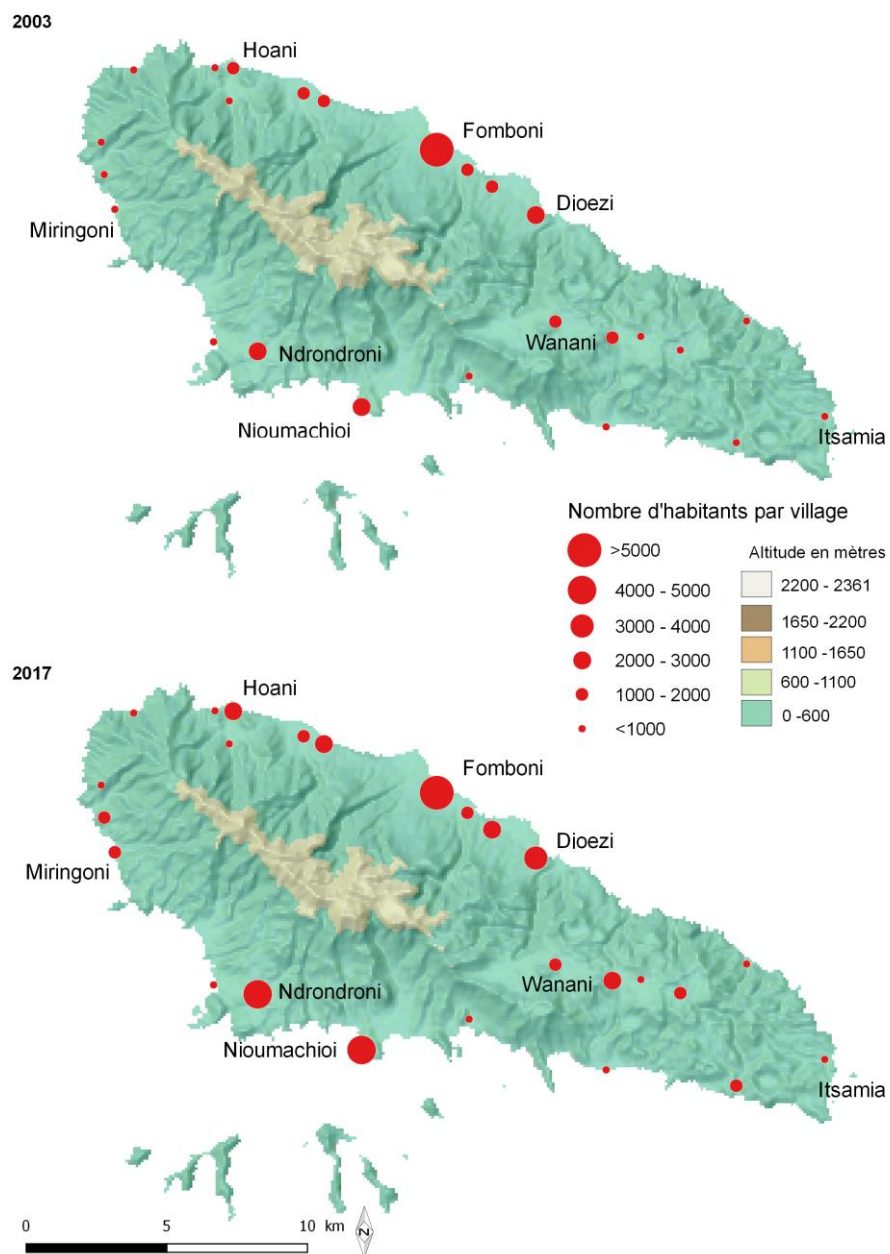 2003
Hoani
Fomboni
Dioezi
Miringoni
Wanani
Ndrondroni
Nioumachioi
Itsamia
Nombre d'habitants par village
>5000
4000 - 5000
3000 - 4000
2000 - 3000
1000 - 2000
<1000
Altitude en mètres
2200 - 2361
1650 -2200
1100 -1650
600 -1100
0 -600
2017
Hoani
Fomboni
Dioezi
Miringoni
Wanani
Ndrondroni
Nioumachioi
Itsamia
0 5 10 km
N